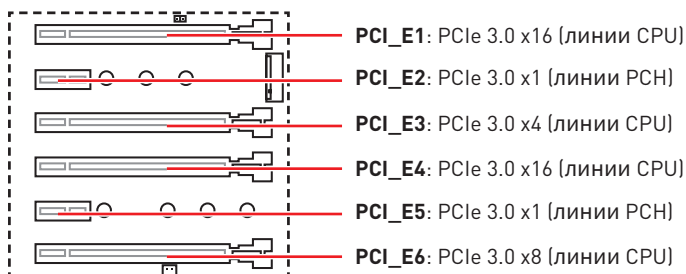 PCI_E1: PCIe 3.0 x16 (линии CPU)
PCI_E2: PCIe 3.0 x1 (линии PCH)
PCI_E3: PCIe 3.0 x4 (линии CPU)
PCI_E4: PCIe 3.0 x16 (линии CPU)
PCI_E5: PCIe 3.0 x1 (линии PCH)
PCI_E6: PCIe 3.0 x8 (линии CPU)